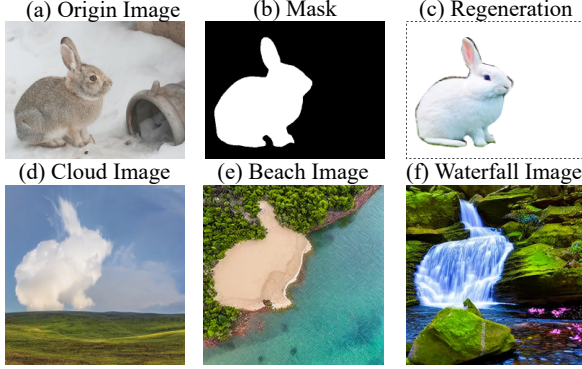 (a) Origin Image
(b) Mask
(c) Regeneration
(d) Cloud Image
(e) Beach Image
(f) Waterfall Image